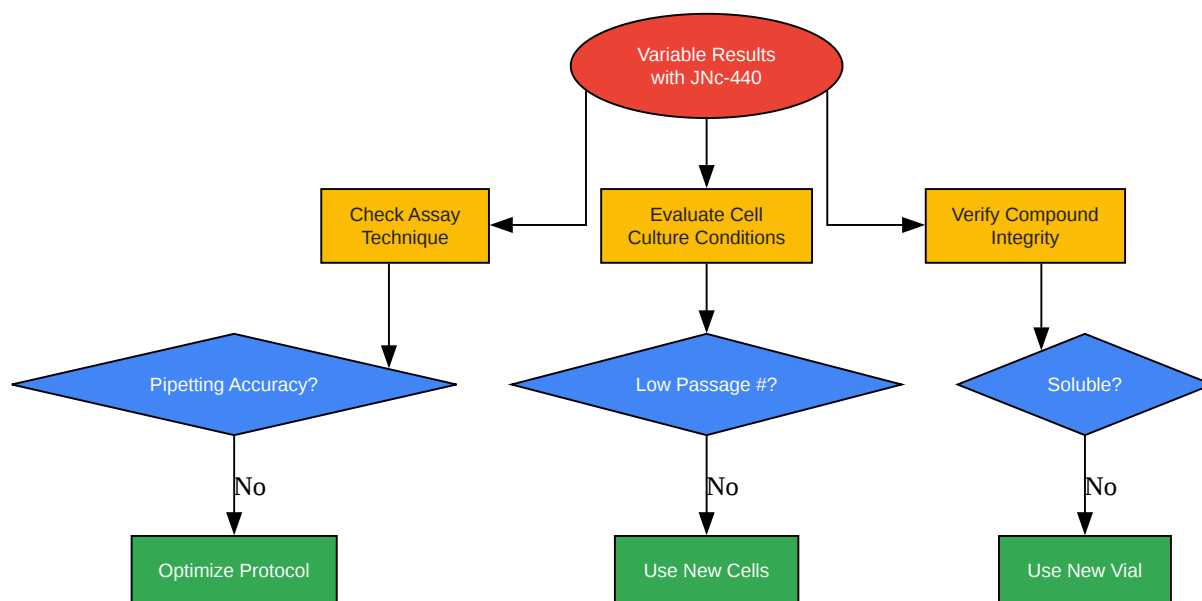 Variable Results
with JNc-440
Check Assay
Technique
Evaluate Cell
Culture Conditions
Verify Compound
Integrity
Pipetting Accuracy?
Low Passage #?
Soluble?
No
No
No
Optimize Protocol
Use New Cells
Use New Vial